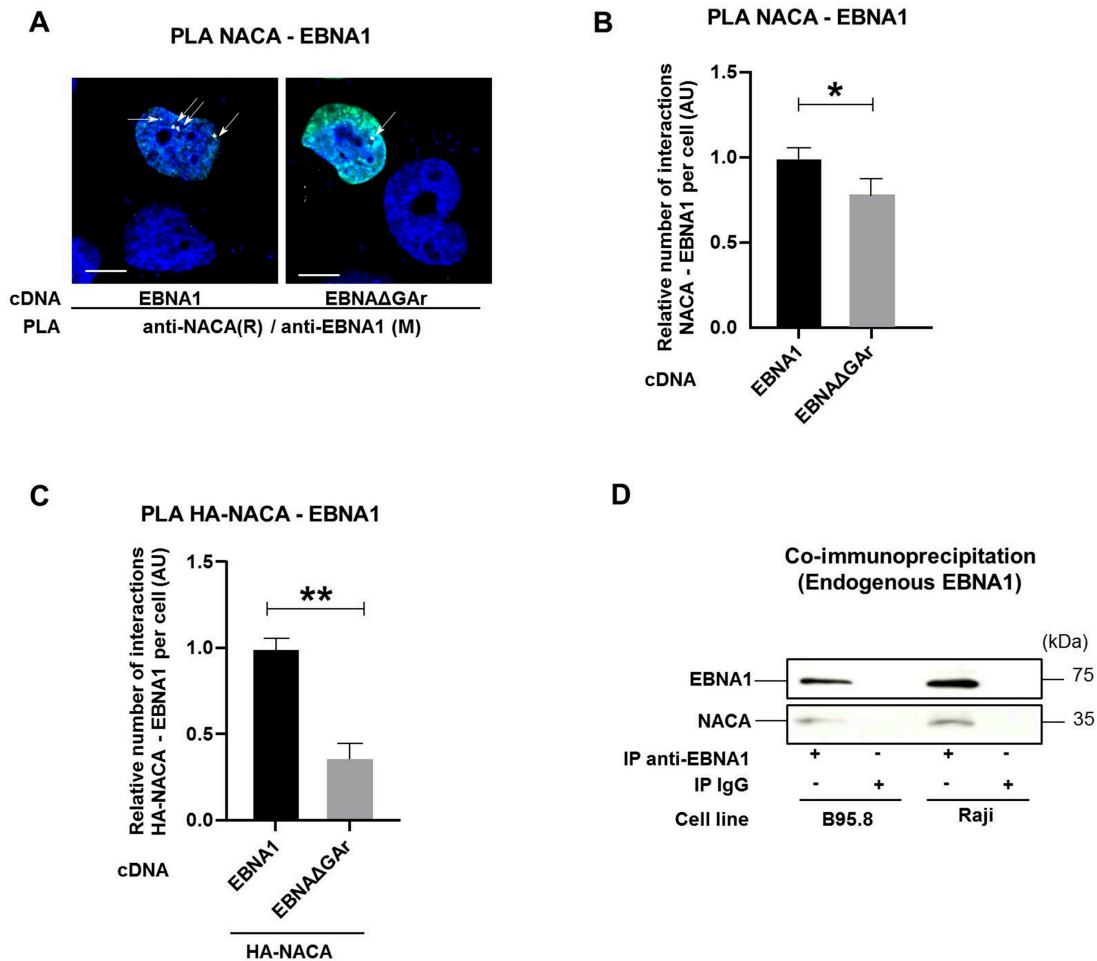 A
PLA NACA - EBNA1
cDNA EBNA1 EBNAΔGAr
PLA anti-NACA(R) / anti-EBNA1 (M)
B
PLA NACA - EBNA1
Relative number of interactions
NACA - EBNA1 per cell (AU)
1.5
1.0
0.5
0.0
*
cDNA
EBNA1
EBNAΔGAr
C
PLA HA-NACA - EBNA1
Relative number of interactions
HA-NACA - EBNA1 per cell (AU)
1.5
1.0
0.5
0.0
**
cDNA
EBNA1
EBNAΔGAr
HA-NACA
D
Co-immunoprecipitation
(Endogenous EBNA1)
(kDa)
EBNA1 75
NACA 35
IP anti-EBNA1 + - + -
IP IgG - + - +
Cell line B95.8 Raji